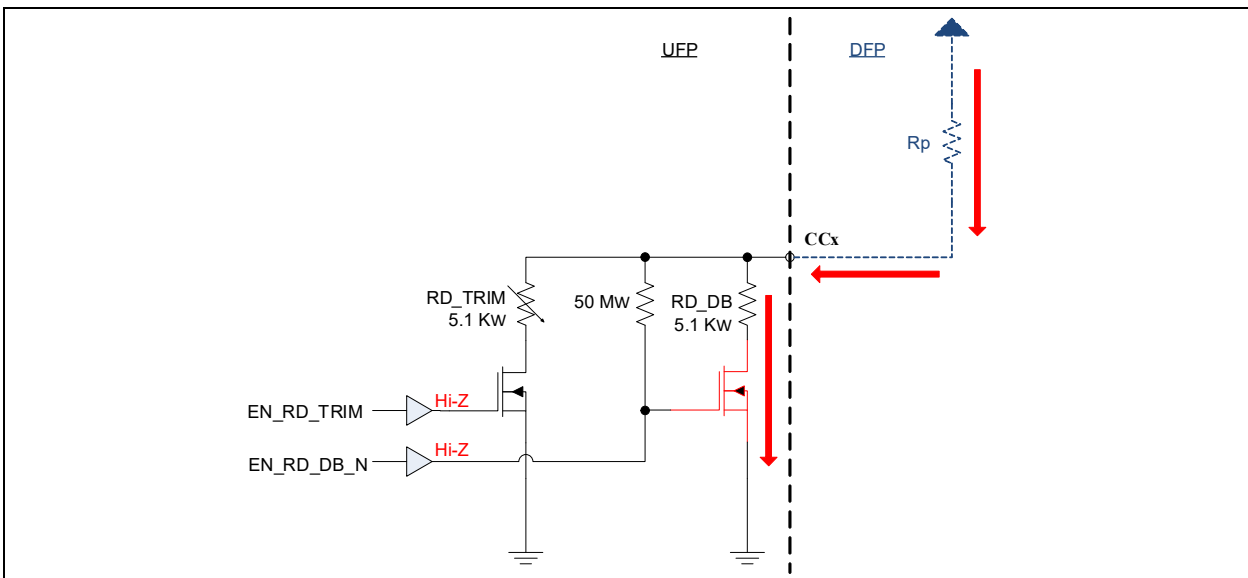 UFP
DFP
Rp
CCx
RD_TRIM
5.1 Kw
50 Mw
RD_DB
5.1 Kw
EN_RD_TRIM
Hi-Z
EN_RD_DB_N
Hi-Z